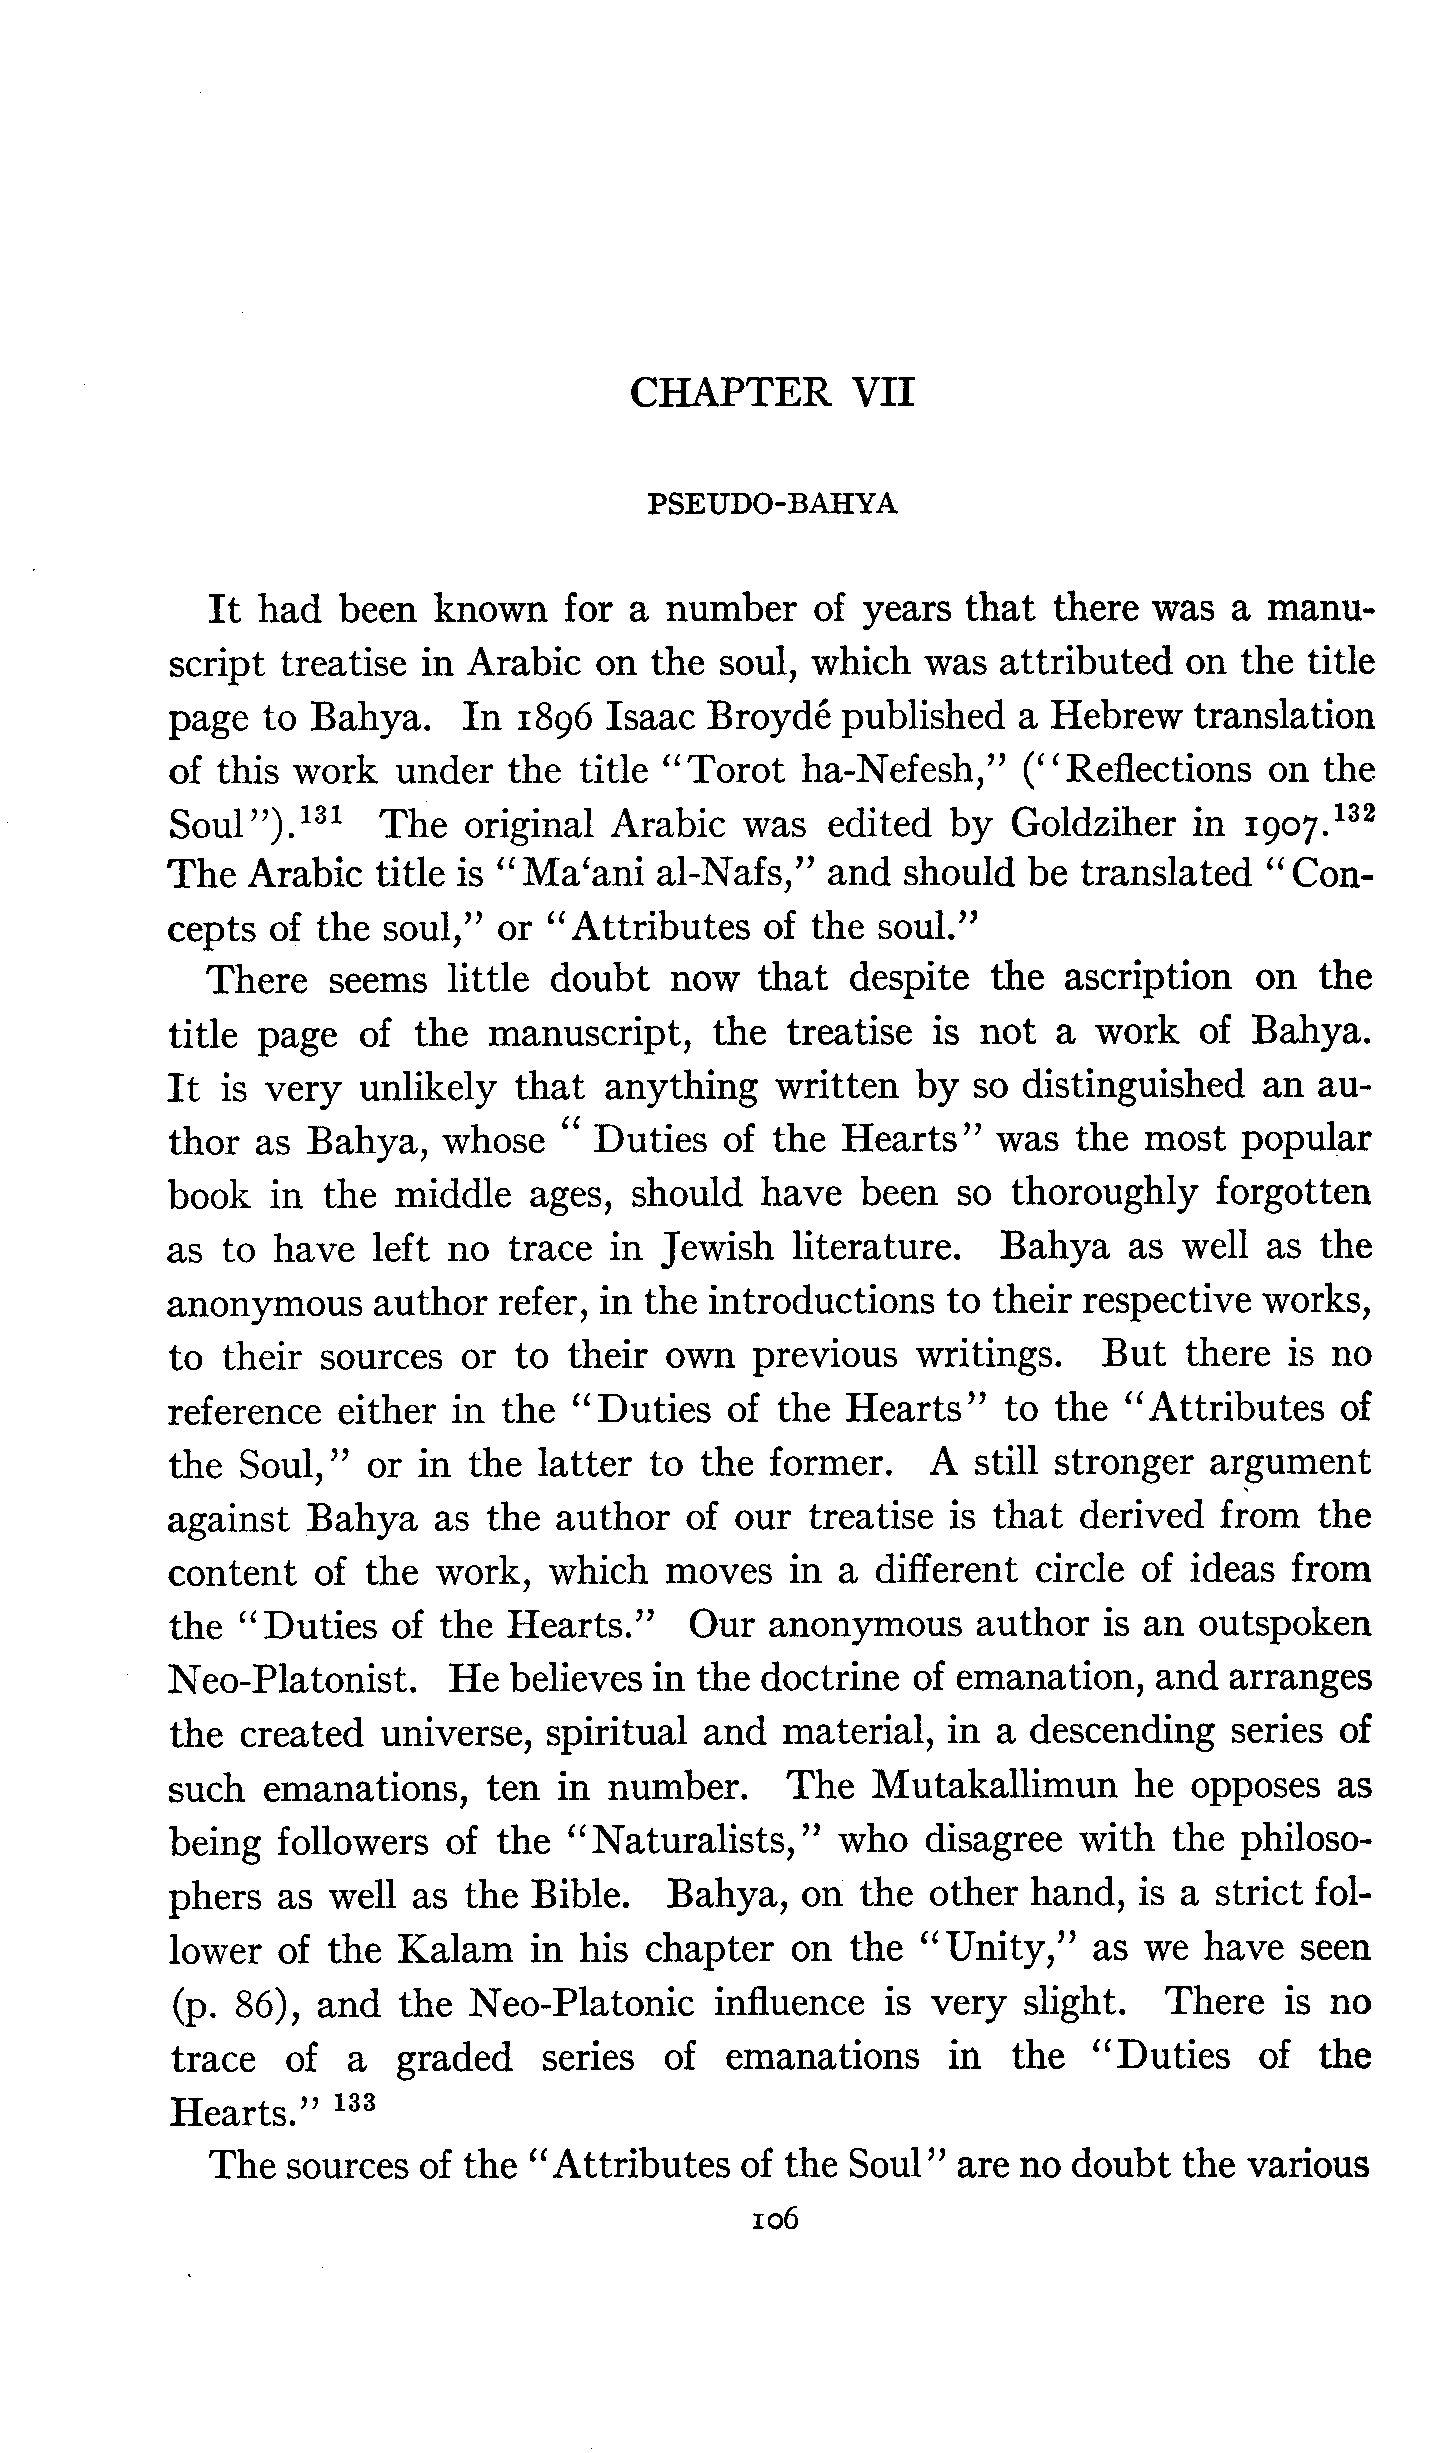 CHAPTER VII
PSEUDO-BAHYA
It had been known for a number of years that there was a manu-
script treatise in Arabic on the soul, which was attributed on the title
page to Bahya. In 1896 Isaac Broydé published a Hebrew translation
of this work under the title "Torot ha-Nefesh," ("Reflections on the
Soul").¹³¹ The original Arabic was edited by Goldziher in 1907.¹³²
The Arabic title is "Ma‘ani al-Nafs," and should be translated "Con-
cepts of the soul," or "Attributes of the soul."
There seems little doubt now that despite the ascription on the
title page of the manuscript, the treatise is not a work of Bahya.
It is very unlikely that anything written by so distinguished an au-
thor as Bahya, whose "Duties of the Hearts" was the most popular
book in the middle ages, should have been so thoroughly forgotten
as to have left no trace in Jewish literature. Bahya as well as the
anonymous author refer, in the introductions to their respective works,
to their sources or to their own previous writings. But there is no
reference either in the "Duties of the Hearts" to the "Attributes of
the Soul," or in the latter to the former. A still stronger argument
against Bahya as the author of our treatise is that derived from the
content of the work, which moves in a different circle of ideas from
the "Duties of the Hearts." Our anonymous author is an outspoken
Neo-Platonist. He believes in the doctrine of emanation, and arranges
the created universe, spiritual and material, in a descending series of
such emanations, ten in number. The Mutakallimun he opposes as
being followers of the "Naturalists," who disagree with the philoso-
phers as well as the Bible. Bahya, on the other hand, is a strict fol-
lower of the Kalam in his chapter on the "Unity," as we have seen
(p. 86), and the Neo-Platonic influence is very slight. There is no
trace of a graded series of emanations in the "Duties of the
Hearts." ¹³³
The sources of the "Attributes of the Soul" are no doubt the various
106